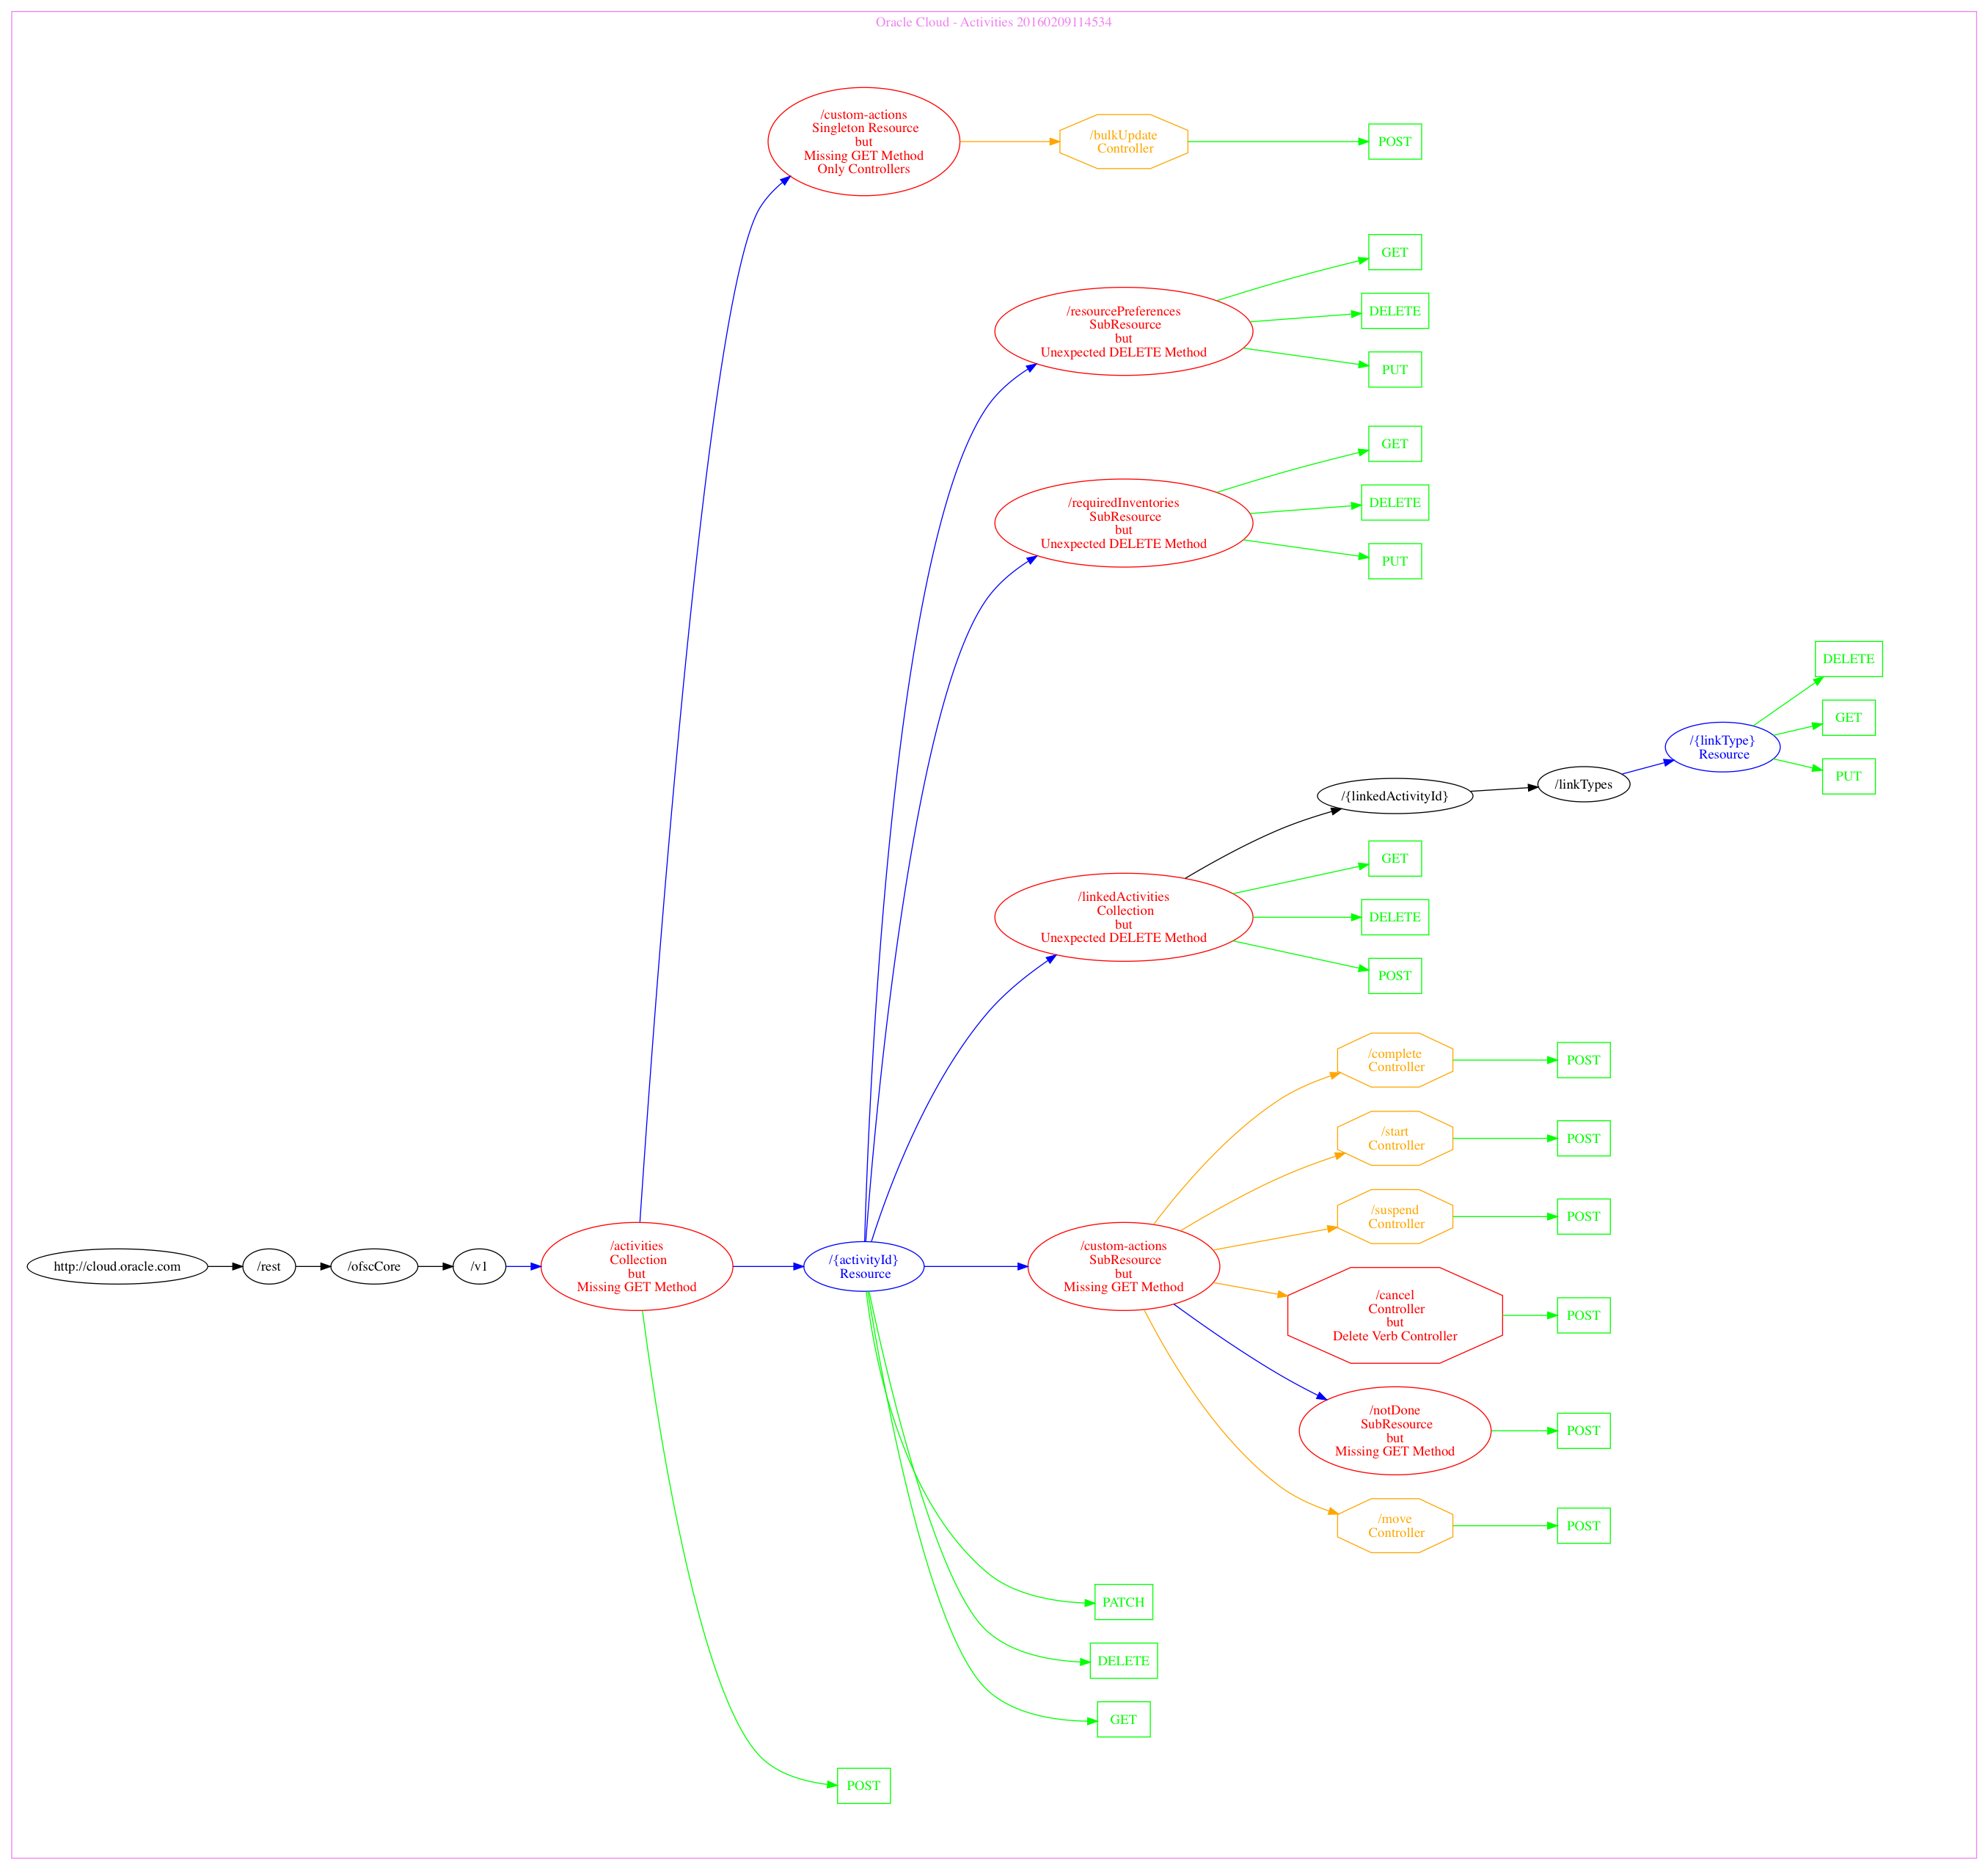 Oracle Cloud - Activities 20160209114534
/custom-actions
Singleton Resource
but
Missing GET Method
Only Controllers
/bulkUpdate
Controller
POST
/resourcePreferences
SubResource
but
Unexpected DELETE Method
GET
DELETE
PUT
/requiredInventories
SubResource
but
Unexpected DELETE Method
GET
DELETE
PUT
/{linkedActivityId}
/linkTypes
/{linkType}
Resource
DELETE
GET
PUT
/linkedActivities
Collection
but
Unexpected DELETE Method
GET
DELETE
POST
http://cloud.oracle.com
/rest
/ofscCore
/v1
/activities
Collection
but
Missing GET Method
/{activityId}
Resource
/custom-actions
SubResource
but
Missing GET Method
/complete
Controller
POST
/start
Controller
POST
/suspend
Controller
POST
/cancel
Controller
but
Delete Verb Controller
POST
/notDone
SubResource
but
Missing GET Method
POST
/move
Controller
POST
PATCH
DELETE
GET
POST